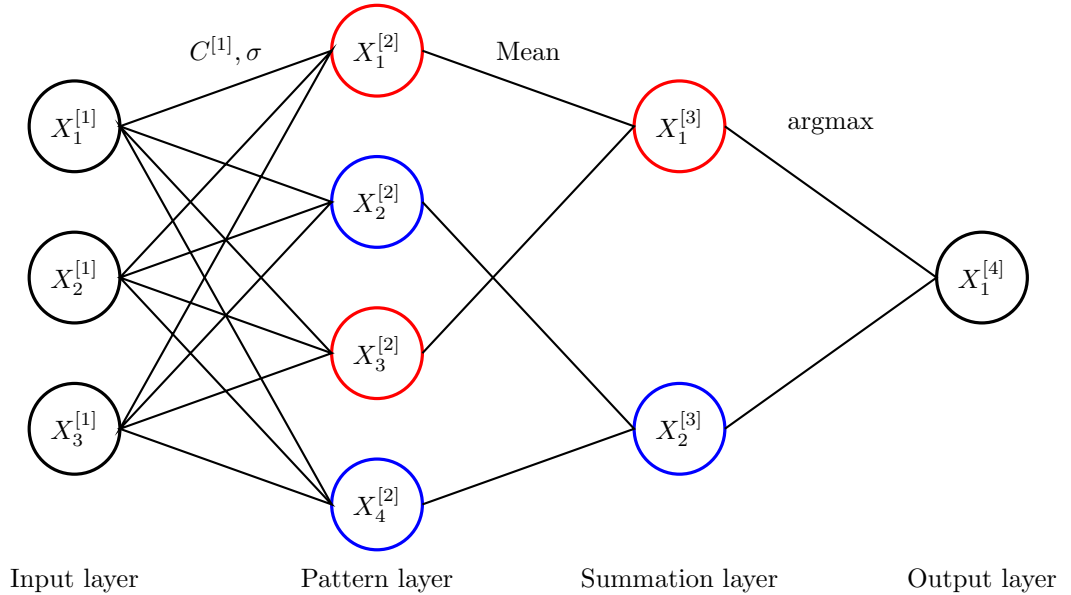 C^{[1]}, σ
Mean
argmax
X_1^{[1]}
X_2^{[1]}
X_3^{[1]}
X_1^{[2]}
X_2^{[2]}
X_3^{[2]}
X_4^{[2]}
X_1^{[3]}
X_2^{[3]}
X_1^{[4]}
Input layer
Pattern layer
Summation layer
Output layer